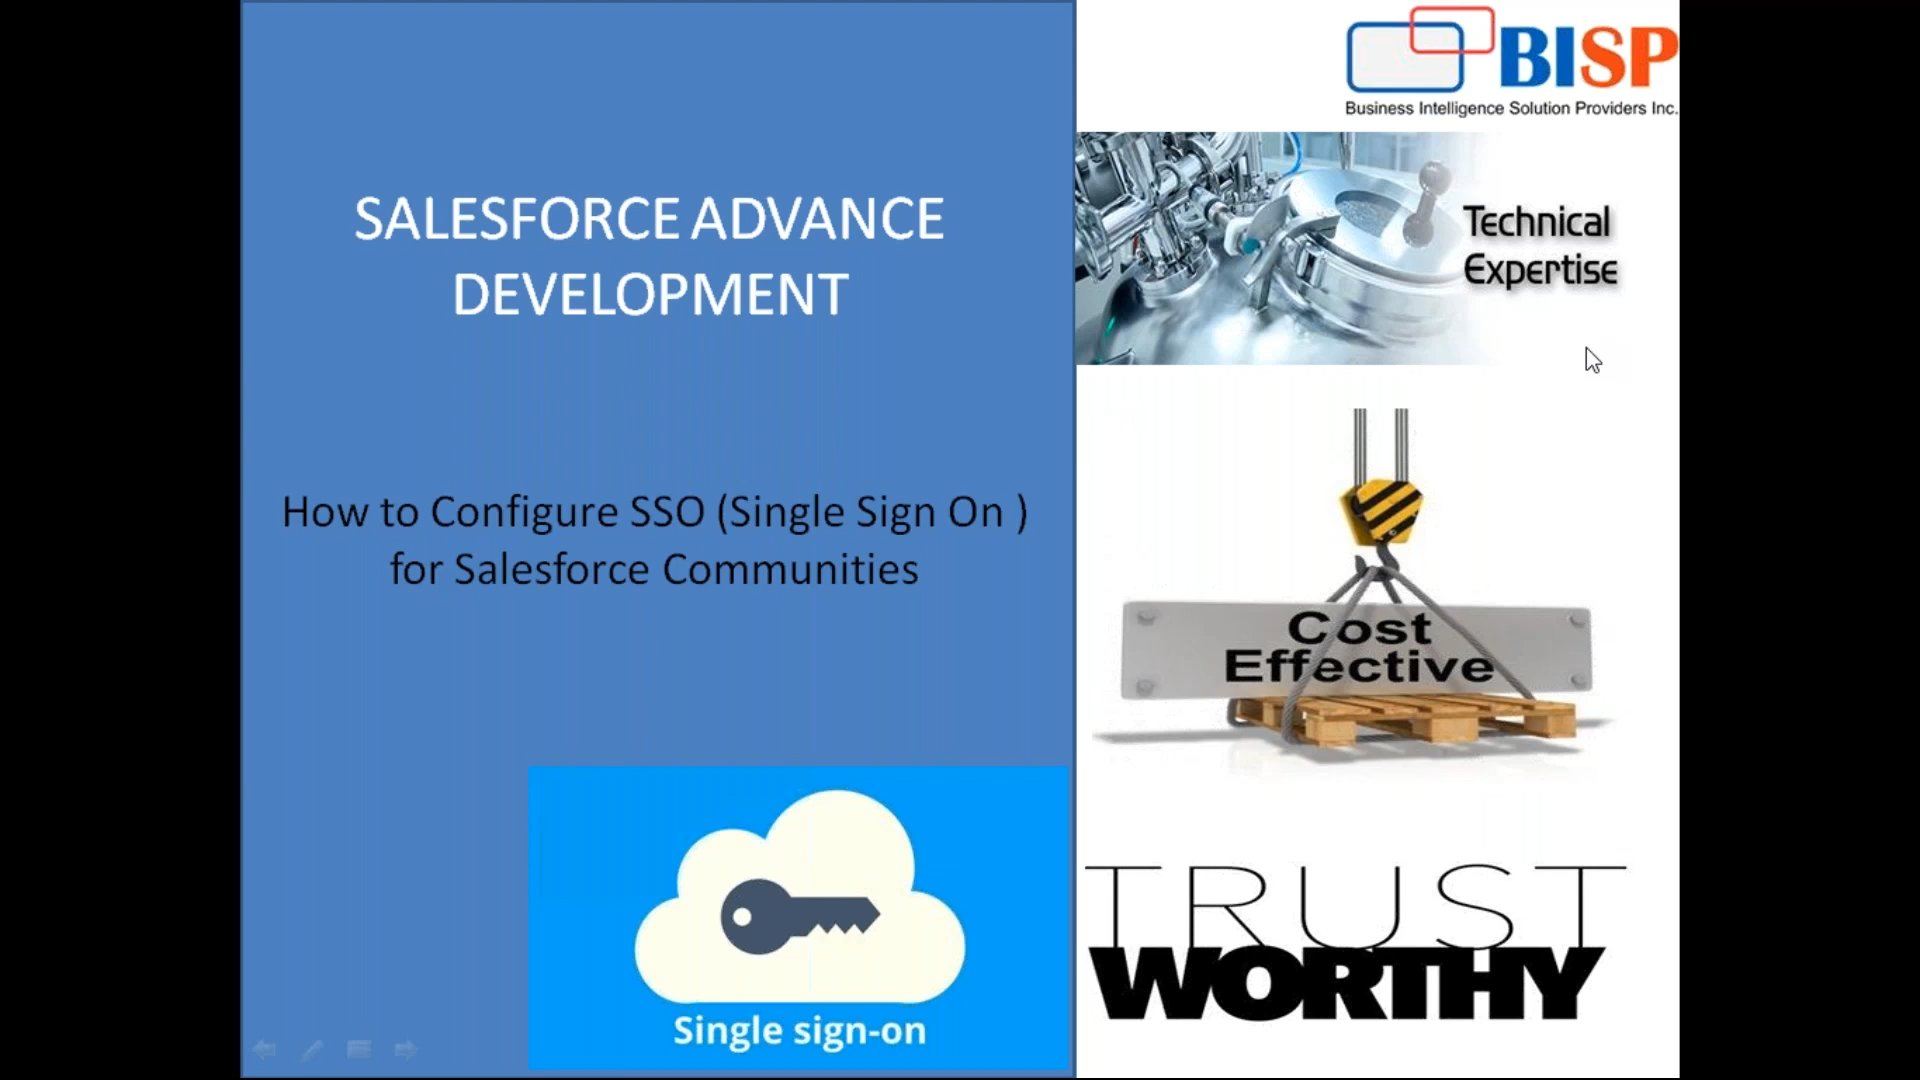 SALESFORCE ADVANCE
DEVELOPMENT
How to Configure SSO (Single Sign On )
for Salesforce Communities
Single sign-on
BISP
Business Intelligence Solution Providers Inc.
Technical
Expertise
Cost
Effective
TRUST
WORTHY